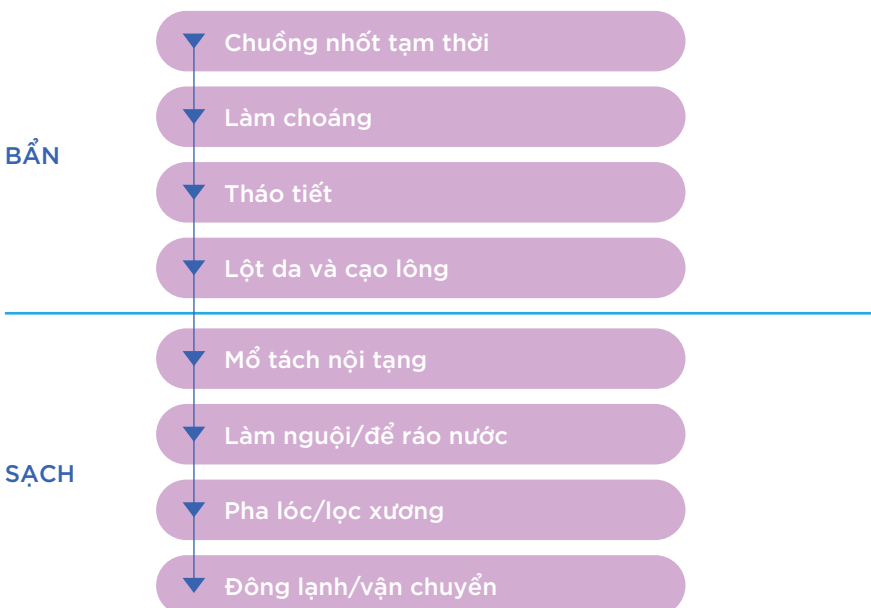 Chuồng nhốt tạm thời
Làm choáng
BẨN
Tháo tiết
Lột da và cạo lông
Mổ tách nội tạng
Làm nguội/để ráo nước
SẠCH
Pha lóc/lọc xương
Đông lạnh/vận chuyển